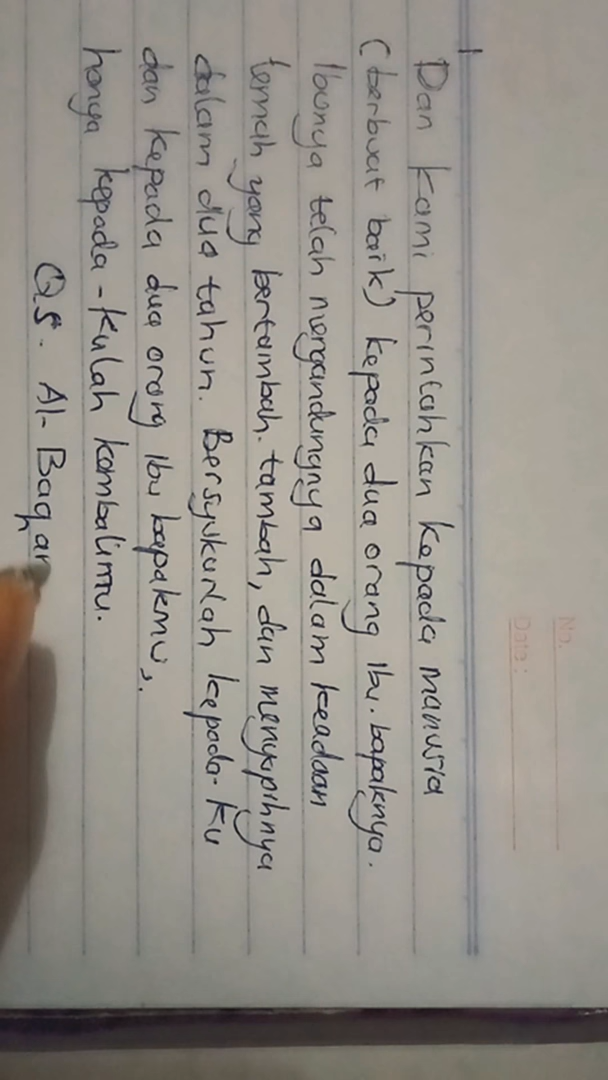 No.
Date:
Dan kami perintahkan kepada manusia
(berbuat baik) kepada dua orang Ibu. bapaknya.
Ibunya telah mengandungnya dalam keadaan
lemah yang bertambah-tambah, dan menyapihnya
dalam dua tahun. Bersyukurlah kepada-Ku
dan kepada dua orang Ibu bapakmu,.
hanya kepada-Kulah kembalimu.
QS. Al-Baqar